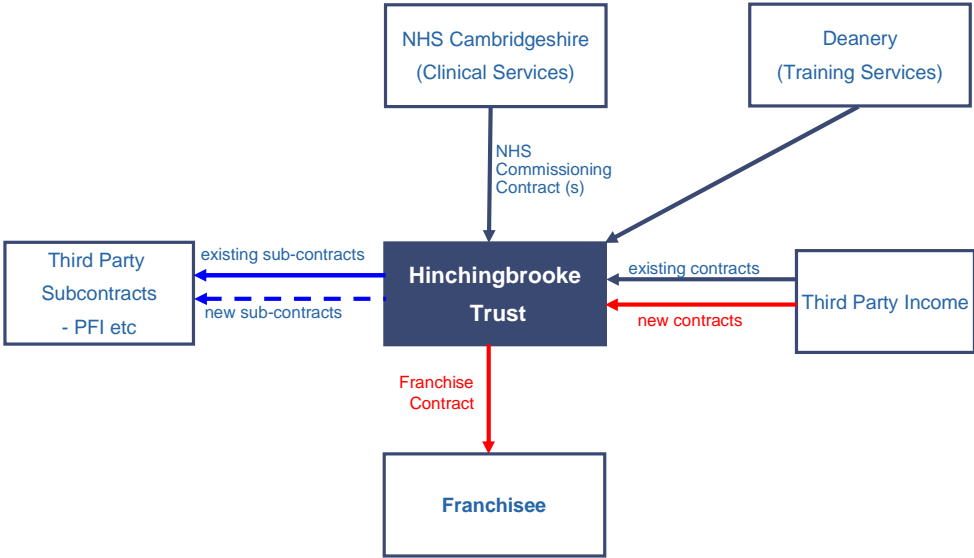 NHS Cambridgeshire
(Clinical Services)
Deanery
(Training Services)
NHS
Commissioning
Contract (s)
Third Party
Subcontracts
- PFI etc
existing sub-contracts
new sub-contracts
Hinchingbrooke
Trust
existing contracts
new contracts
Third Party Income
Franchise
Contract
Franchisee